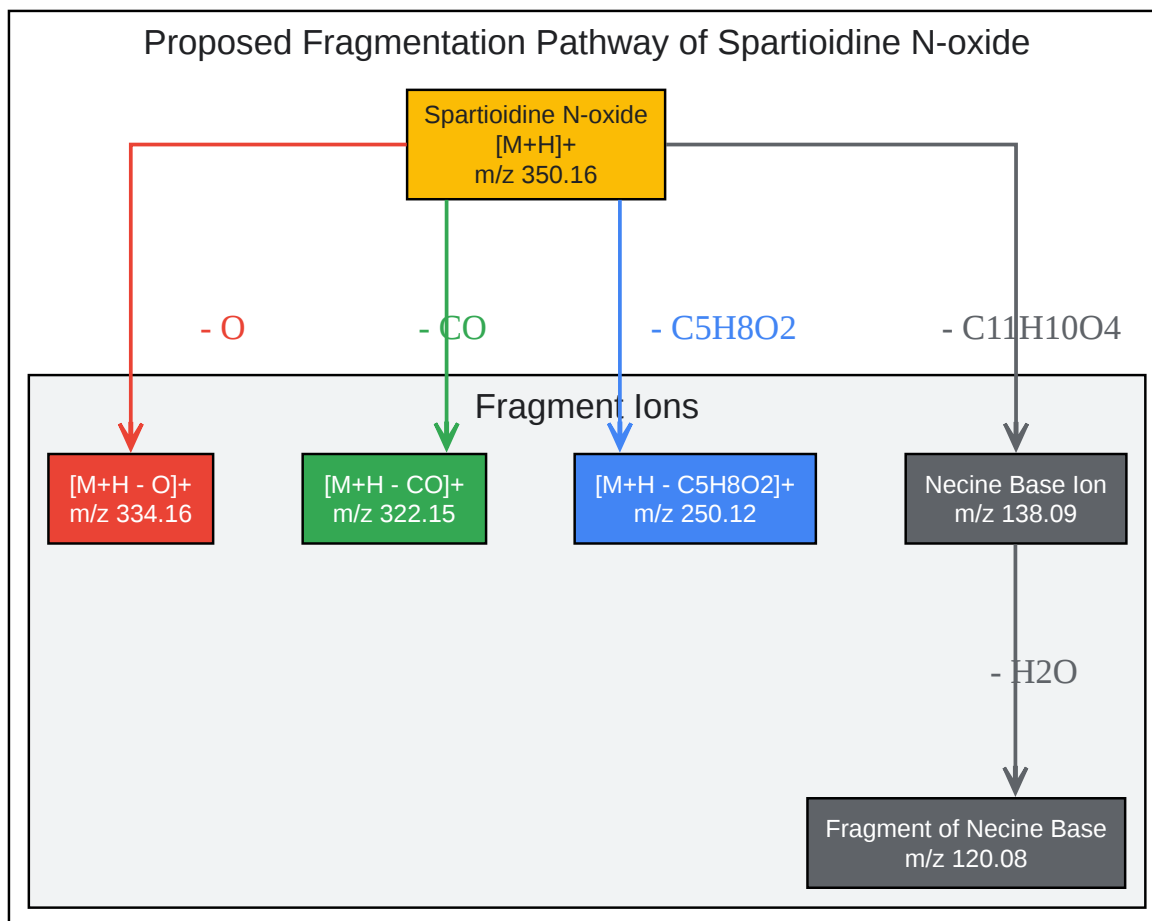 Proposed Fragmentation Pathway of Spartioidine N-oxide
Spartioidine N-oxide
[M+H]+
m/z 350.16
- O
- CO
- C5H8O2
- C11H10O4
Fragment Ions
[M+H - O]+
m/z 334.16
[M+H - CO]+
m/z 322.15
[M+H - C5H8O2]+
m/z 250.12
Necine Base Ion
m/z 138.09
- H2O
Fragment of Necine Base
m/z 120.08